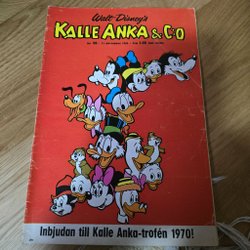 Walt Disney's
KALLE ANKA & C:O
Inbjudan till Kalle Anka-trofén 1970!